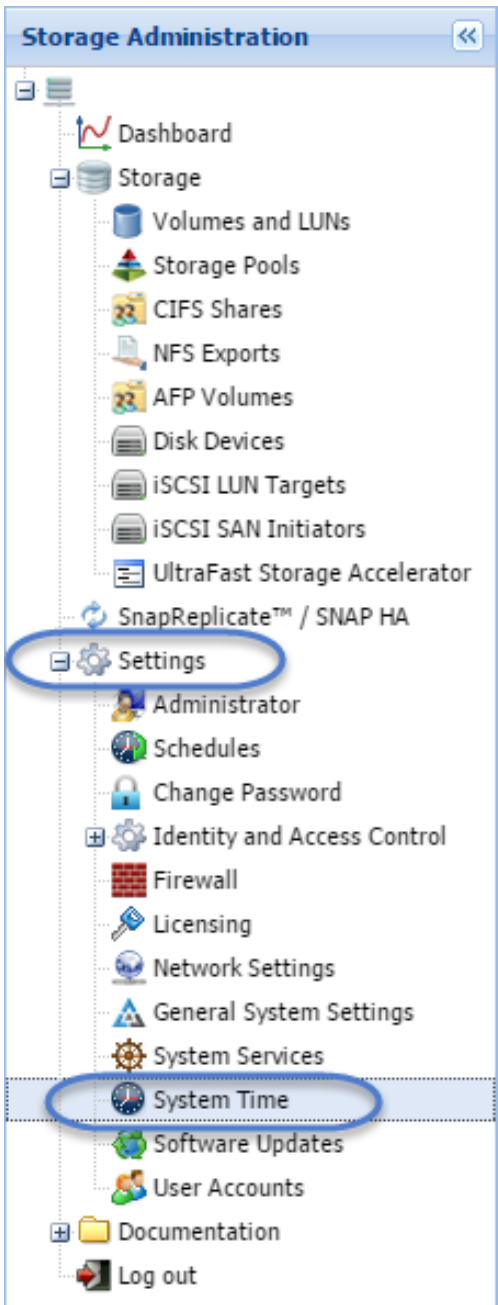 Storage Administration
Dashboard
Storage
Volumes and LUNs
Storage Pools
CIFS Shares
NFS Exports
AFP Volumes
Disk Devices
iSCSI LUN Targets
iSCSI SAN Initiators
UltraFast Storage Accelerator
SnapReplicate™ / SNAP HA
Settings
Administrator
Schedules
Change Password
Identity and Access Control
Firewall
Licensing
Network Settings
General System Settings
System Services
System Time
Software Updates
User Accounts
Documentation
Log out